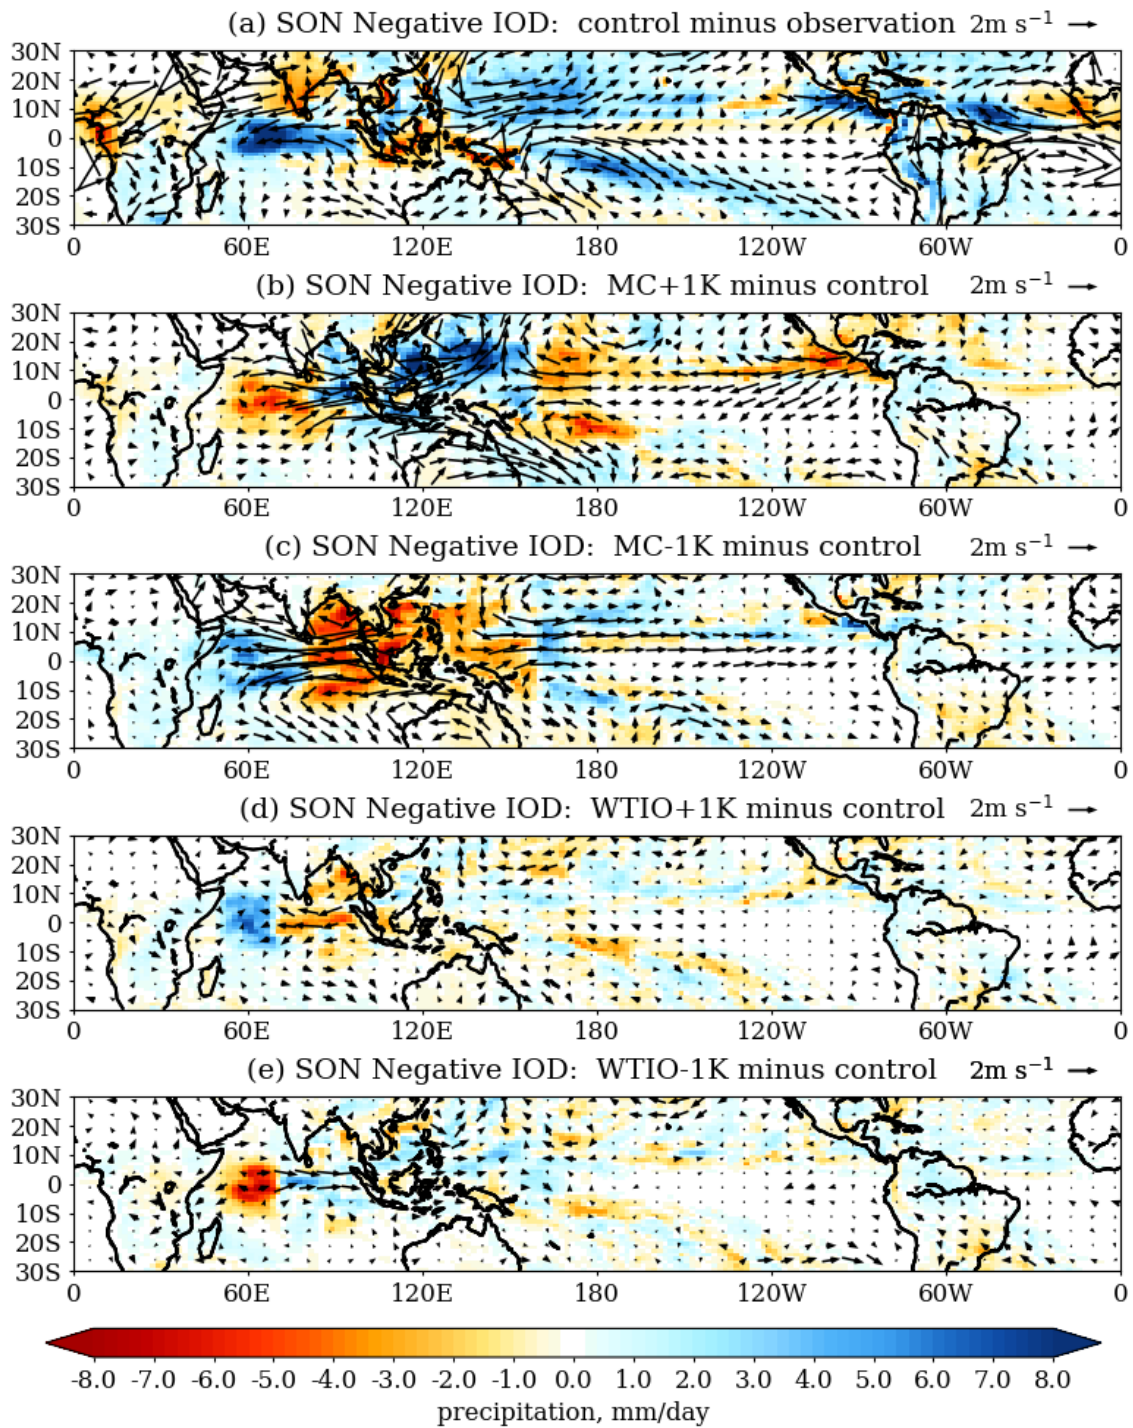 (a) SON Negative IOD: control minus observation 2m s⁻¹
30N
20N
10N
0
10S
20S
30S
0 60E 120E 180 120W 60W 0
(b) SON Negative IOD: MC+1K minus control 2m s⁻¹
30N
20N
10N
0
10S
20S
30S
0 60E 120E 180 120W 60W 0
(c) SON Negative IOD: MC-1K minus control 2m s⁻¹
30N
20N
10N
0
10S
20S
30S
0 60E 120E 180 120W 60W 0
(d) SON Negative IOD: WTIO+1K minus control 2m s⁻¹
30N
20N
10N
0
10S
20S
30S
0 60E 120E 180 120W 60W 0
(e) SON Negative IOD: WTIO-1K minus control 2m s⁻¹
30N
20N
10N
0
10S
20S
30S
0 60E 120E 180 120W 60W 0
-8.0 -7.0 -6.0 -5.0 -4.0 -3.0 -2.0 -1.0 0.0 1.0 2.0 3.0 4.0 5.0 6.0 7.0 8.0
precipitation, mm/day